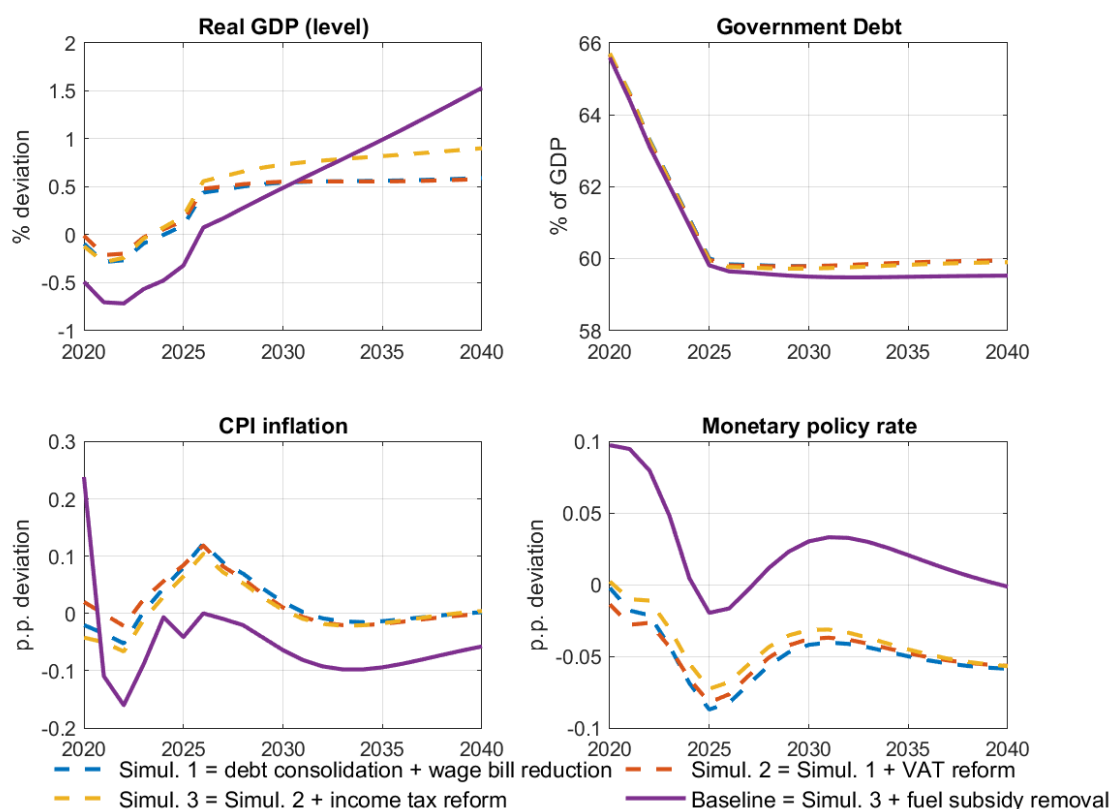 Real GDP (level)
% deviation
2
1.5
1
0.5
0
-0.5
-1
2020 2025 2030 2035 2040
Government Debt
% of GDP
66
64
62
60
58
2020 2025 2030 2035 2040
CPI inflation
p.p. deviation
0.3
0.2
0.1
0
-0.1
-0.2
2020 2025 2030 2035 2040
Monetary policy rate
p.p. deviation
0.1
0.05
0
-0.05
-0.1
2020 2025 2030 2035 2040
Simul. 1 = debt consolidation + wage bill reduction
Simul. 2 = Simul. 1 + VAT reform
Simul. 3 = Simul. 2 + income tax reform
Baseline = Simul. 3 + fuel subsidy removal